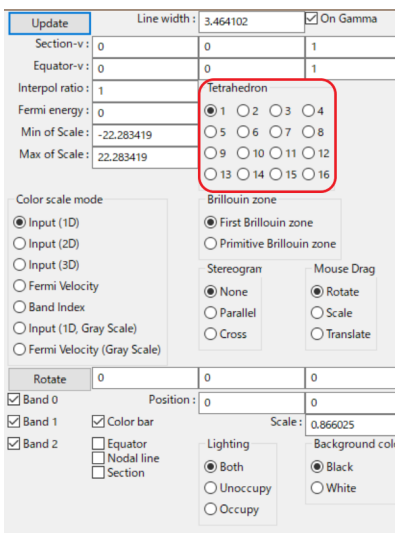 Update Line width : 3.464102 On Gamma
Section-v : 0 0 1
Equator-v : 0 0 1
Interpol ratio : 1
Fermi energy : 0
Min of Scale : -22.283419
Max of Scale : 22.283419
Tetrahedron
1 2 3 4
5 6 7 8
9 10 11 12
13 14 15 16
Color scale mode
Input (1D)
Input (2D)
Input (3D)
Fermi Velocity
Band Index
Input (1D, Gray Scale)
Fermi Velocity (Gray Scale)
Brillouin zone
First Brillouin zone
Primitive Brillouin zone
Stereogran
None
Parallel
Cross
Mouse Drag
Rotate
Scale
Translate
Rotate 0 0 0
Band 0 Position : 0 0
Band 1 Color bar Scale : 0.866025
Band 2 Equator
Nodal line
Section
Lighting
Both
Unoccupy
Occupy
Background col
Black
White